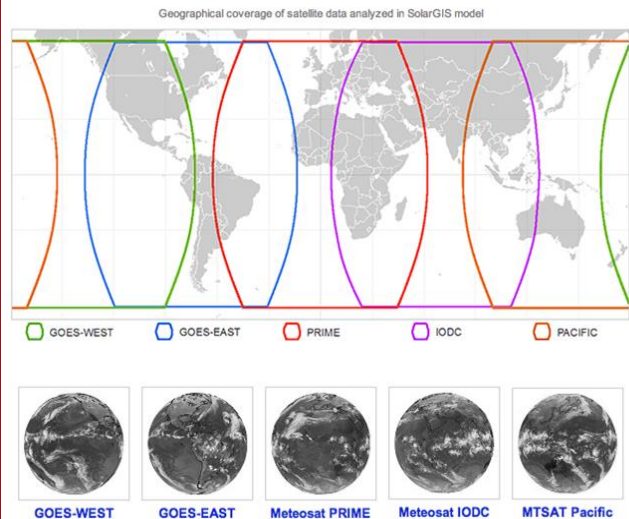 Geographical coverage of satellite data analyzed in SolarGIS model
GOES-WEST GOES-EAST PRIME IODC PACIFIC
GOES-WEST GOES-EAST Meteosat PRIME Meteosat IODC MTSAT Pacific